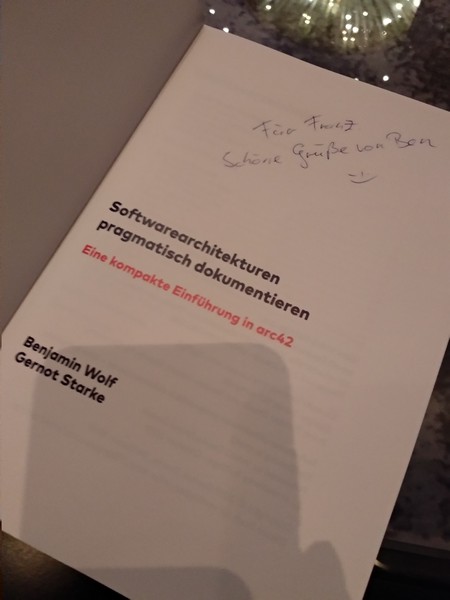 Für Franz
Schöne Grüße von Ben
:-)
Softwarearchitekturen
pragmatisch dokumentieren
Eine kompakte Einführung in arc42
Benjamin Wolf
Gernot Starke